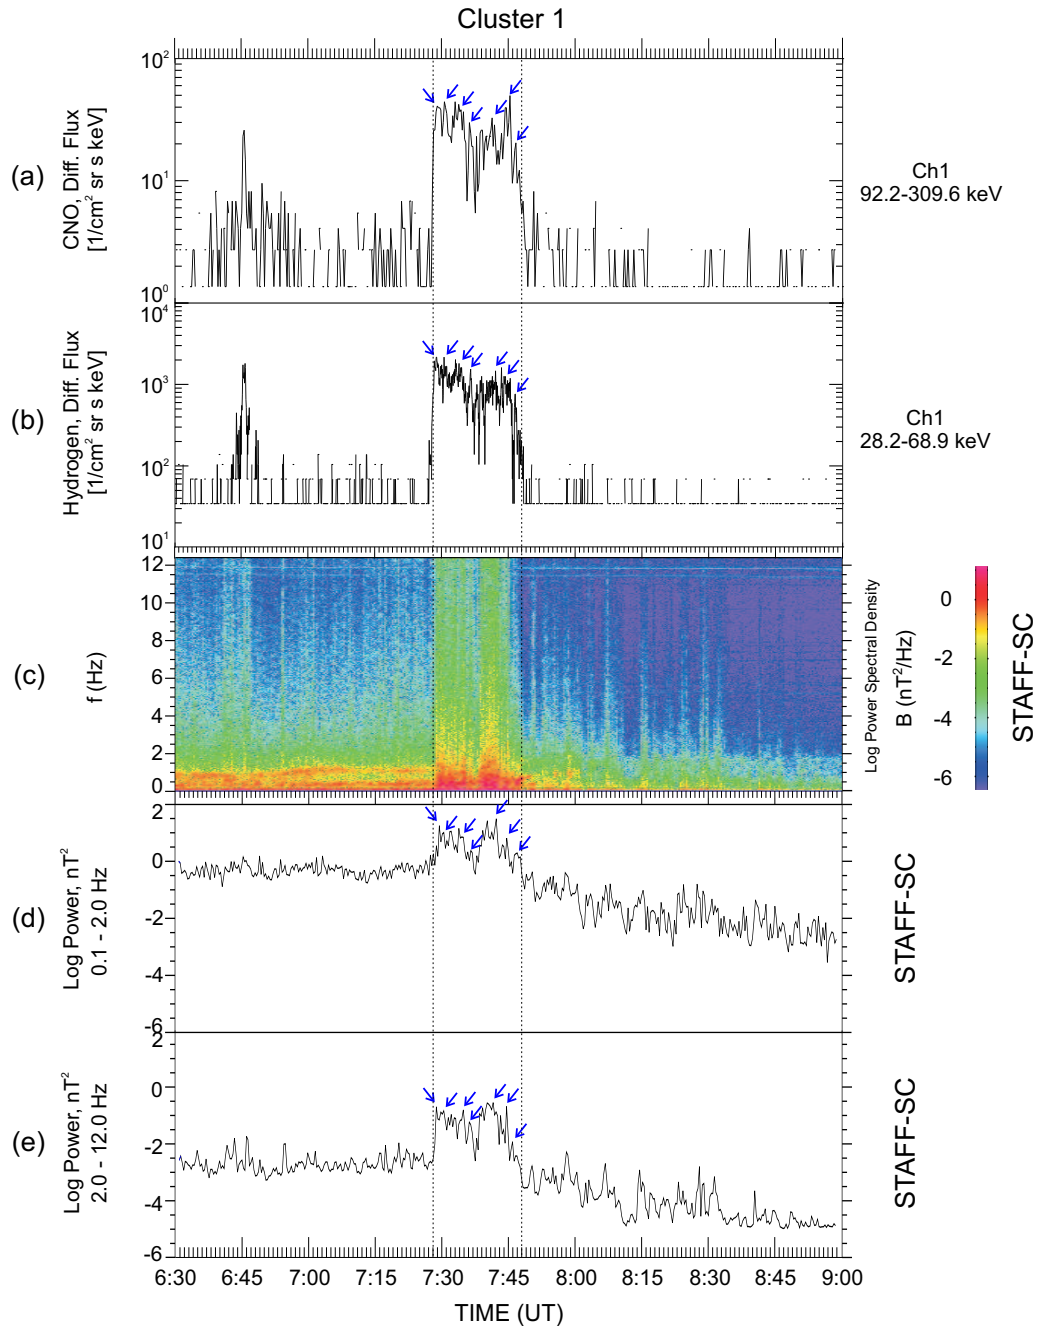 Cluster 1
(a)
CNO, Diff. Flux
[1/cm² sr s keV]
10²
10¹
10⁰
Ch1
92.2-309.6 keV
(b)
Hydrogen, Diff. Flux
[1/cm² sr s keV]
10⁴
10³
10²
10¹
Ch1
28.2-68.9 keV
(c)
f (Hz)
12
10
8
6
4
2
0
Log Power Spectral Density
B (nT²/Hz)
0
-2
-4
-6
STAFF-SC
(d)
Log Power, nT²
0.1 - 2.0 Hz
2
0
-2
-4
-6
STAFF-SC
(e)
Log Power, nT²
2.0 - 12.0 Hz
2
0
-2
-4
-6
STAFF-SC
6:30 6:45 7:00 7:15 7:30 7:45 8:00 8:15 8:30 8:45 9:00
TIME (UT)